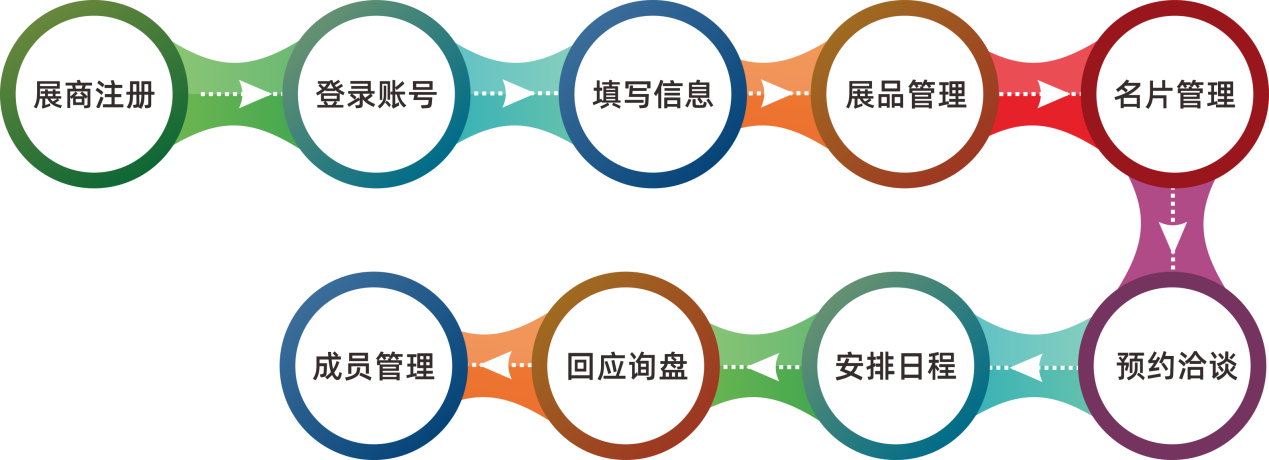 展商注册
登录账号
填写信息
展品管理
名片管理
预约洽谈
安排日程
回应询盘
成员管理